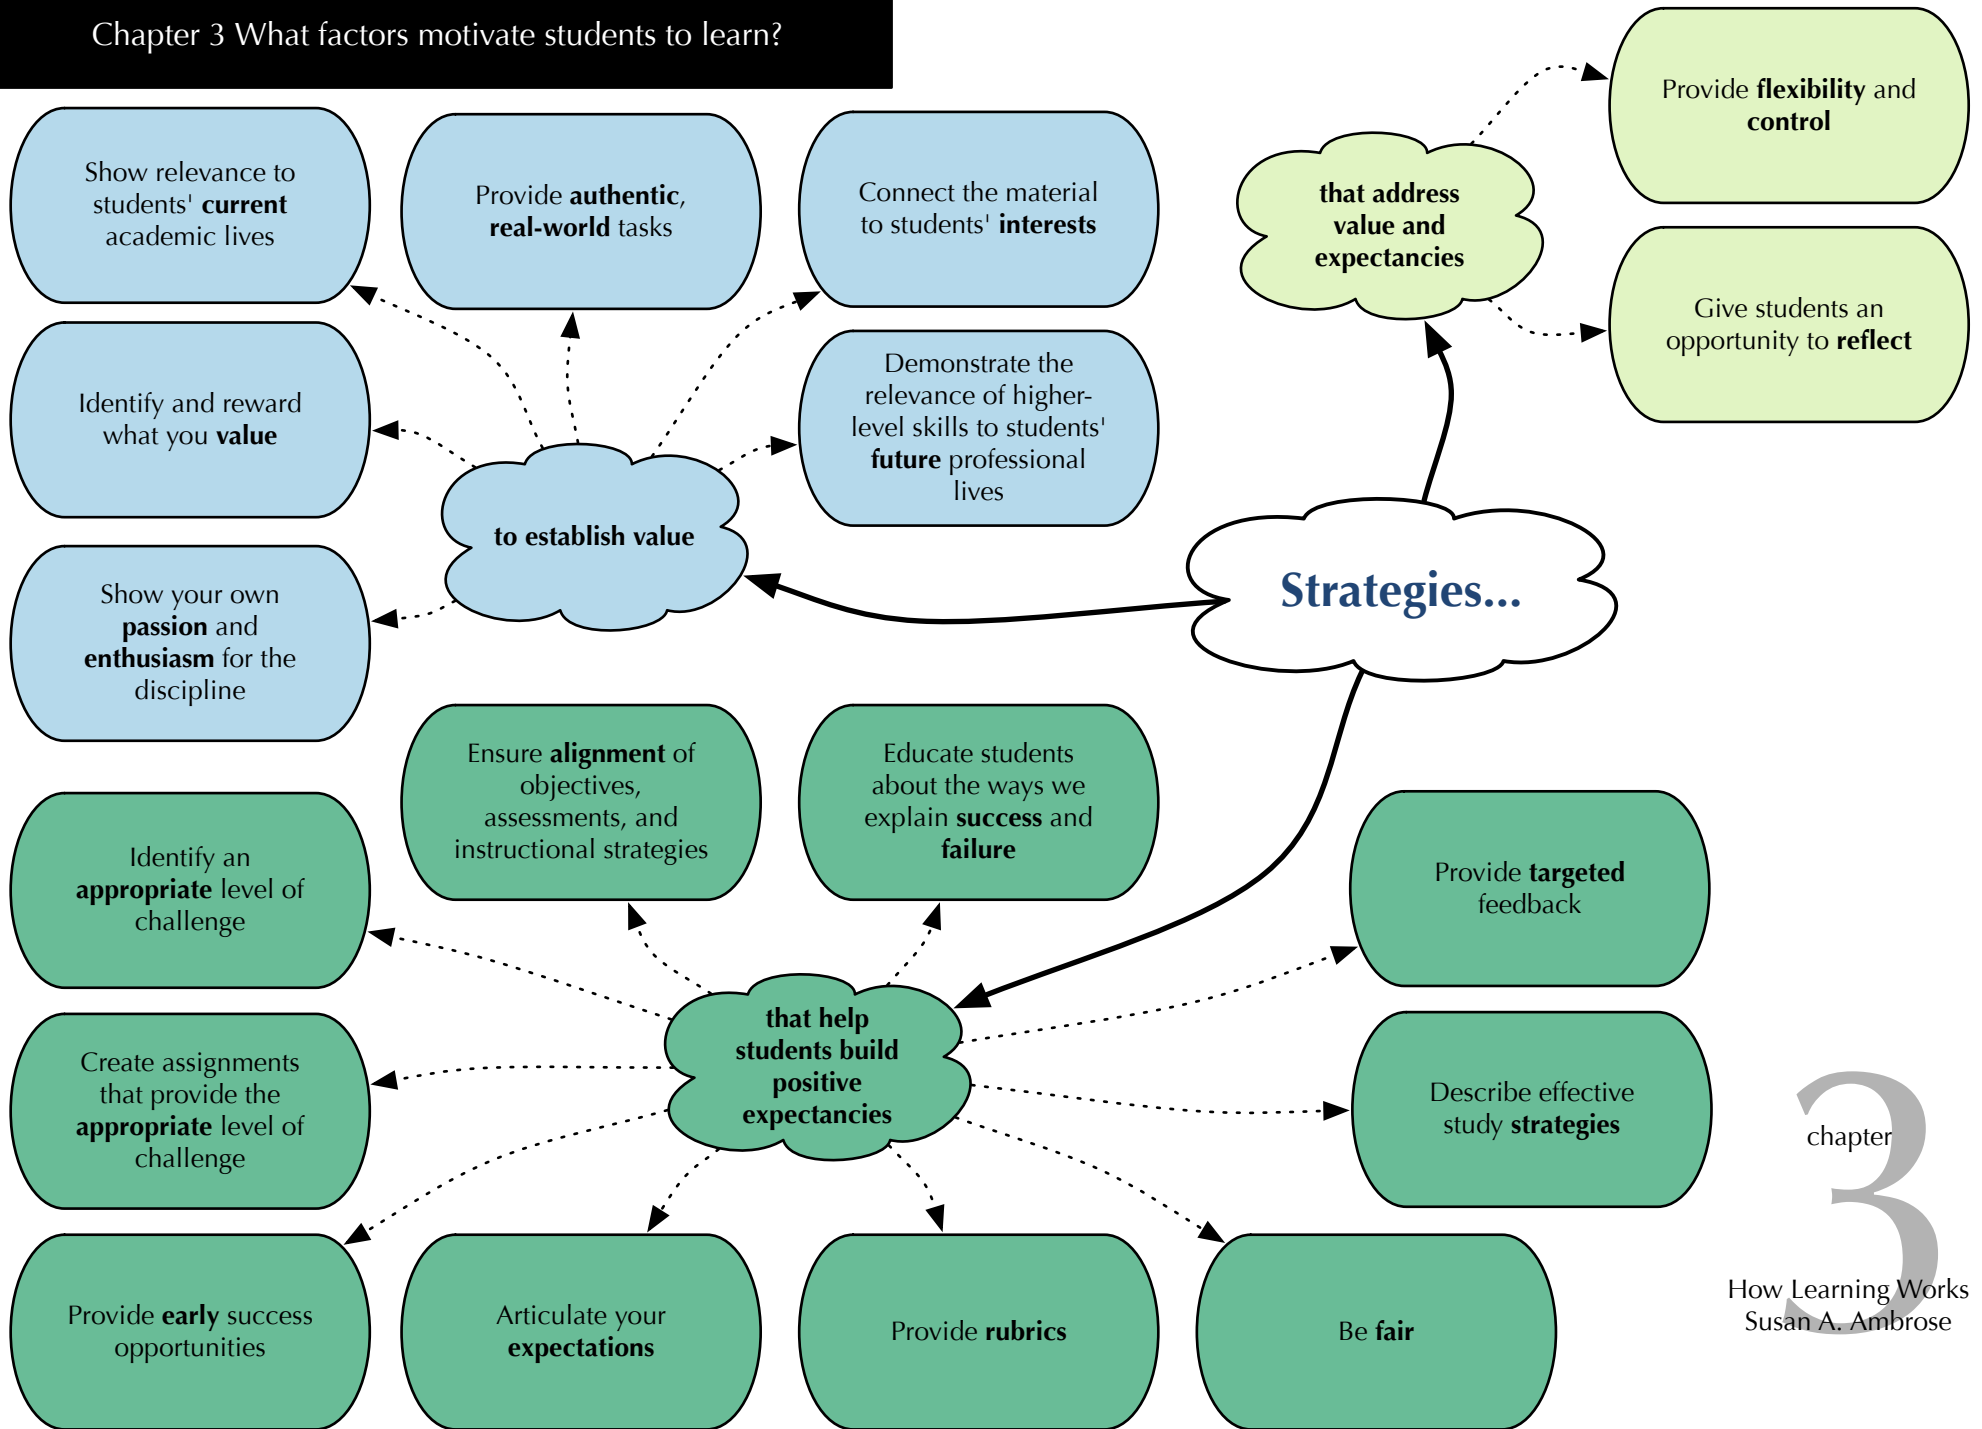 Chapter 3 What factors motivate students to learn?
Show relevance to
students' current
academic lives
Provide authentic,
real-world tasks
Connect the material
to students' interests
that address
value and
expectancies
Provide flexibility and
control
Give students an
opportunity to reflect
Identify and reward
what you value
Demonstrate the
relevance of higher-
level skills to students'
future professional
lives
to establish value
Strategies...
Show your own
passion and
enthusiasm for the
discipline
Ensure alignment of
objectives,
assessments, and
instructional strategies
Educate students
about the ways we
explain success and
failure
Identify an
appropriate level of
challenge
Provide targeted
feedback
that help
students build
positive
expectancies
Create assignments
that provide the
appropriate level of
challenge
Describe effective
study strategies
Provide early success
opportunities
Articulate your
expectations
Provide rubrics
Be fair
chapter
3
How Learning Works
Susan A. Ambrose